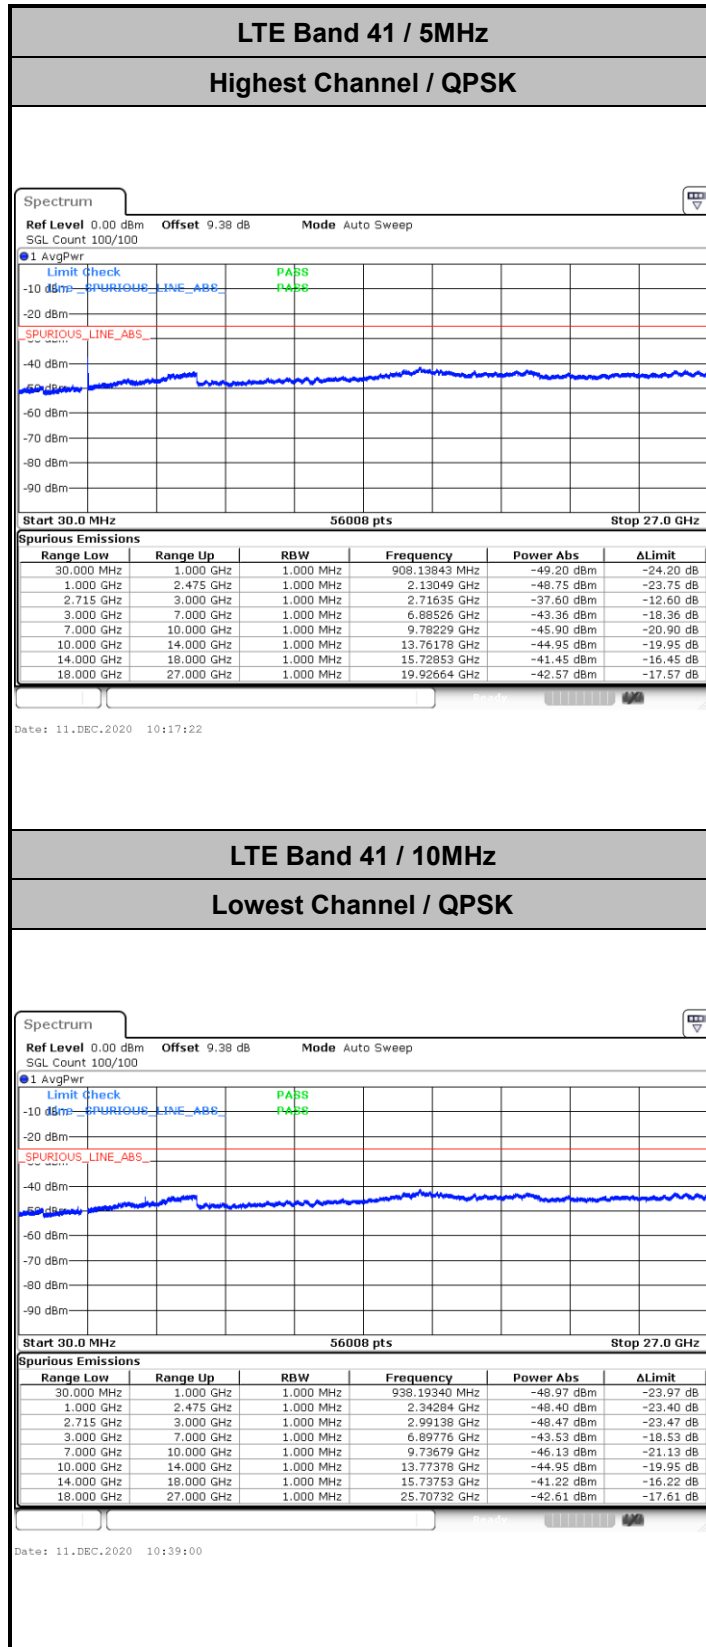 LTE Band 41 / 5MHz
Highest Channel / QPSK
Spectrum
Ref Level 0.00 dBm Offset 9.38 dB Mode Auto Sweep
SGL Count 100/100
1 AvgPwr
Limit Check PASS
-10 dBm Line _SPURIOUS_LINE_ABS_ PASS
-20 dBm
_SPURIOUS_LINE_ABS_
-40 dBm
-50 dBm
-60 dBm
-70 dBm
-80 dBm
-90 dBm
Start 30.0 MHz 56008 pts Stop 27.0 GHz
Spurious Emissions
Range Low Range Up RBW Frequency Power Abs ΔLimit
30.000 MHz 1.000 GHz 1.000 MHz 908.13843 MHz -49.20 dBm -24.20 dB
1.000 GHz 2.475 GHz 1.000 MHz 2.13049 GHz -48.75 dBm -23.75 dB
2.715 GHz 3.000 GHz 1.000 MHz 2.71635 GHz -37.60 dBm -12.60 dB
3.000 GHz 7.000 GHz 1.000 MHz 6.88526 GHz -43.36 dBm -18.36 dB
7.000 GHz 10.000 GHz 1.000 MHz 9.78229 GHz -45.90 dBm -20.90 dB
10.000 GHz 14.000 GHz 1.000 MHz 13.76178 GHz -44.95 dBm -19.95 dB
14.000 GHz 18.000 GHz 1.000 MHz 15.72853 GHz -41.45 dBm -16.45 dB
18.000 GHz 27.000 GHz 1.000 MHz 19.92664 GHz -42.57 dBm -17.57 dB
Ready
Date: 11.DEC.2020 10:17:22
LTE Band 41 / 10MHz
Lowest Channel / QPSK
Spectrum
Ref Level 0.00 dBm Offset 9.38 dB Mode Auto Sweep
SGL Count 100/100
1 AvgPwr
Limit Check PASS
-10 dBm Line _SPURIOUS_LINE_ABS_ PASS
-20 dBm
_SPURIOUS_LINE_ABS_
-40 dBm
-50 dBm
-60 dBm
-70 dBm
-80 dBm
-90 dBm
Start 30.0 MHz 56008 pts Stop 27.0 GHz
Spurious Emissions
Range Low Range Up RBW Frequency Power Abs ΔLimit
30.000 MHz 1.000 GHz 1.000 MHz 938.19340 MHz -48.97 dBm -23.97 dB
1.000 GHz 2.475 GHz 1.000 MHz 2.34284 GHz -48.40 dBm -23.40 dB
2.715 GHz 3.000 GHz 1.000 MHz 2.99138 GHz -48.47 dBm -23.47 dB
3.000 GHz 7.000 GHz 1.000 MHz 6.89776 GHz -43.53 dBm -18.53 dB
7.000 GHz 10.000 GHz 1.000 MHz 9.73679 GHz -46.13 dBm -21.13 dB
10.000 GHz 14.000 GHz 1.000 MHz 13.77378 GHz -44.95 dBm -19.95 dB
14.000 GHz 18.000 GHz 1.000 MHz 15.73753 GHz -41.22 dBm -16.22 dB
18.000 GHz 27.000 GHz 1.000 MHz 25.70732 GHz -42.61 dBm -17.61 dB
Ready
Date: 11.DEC.2020 10:39:00